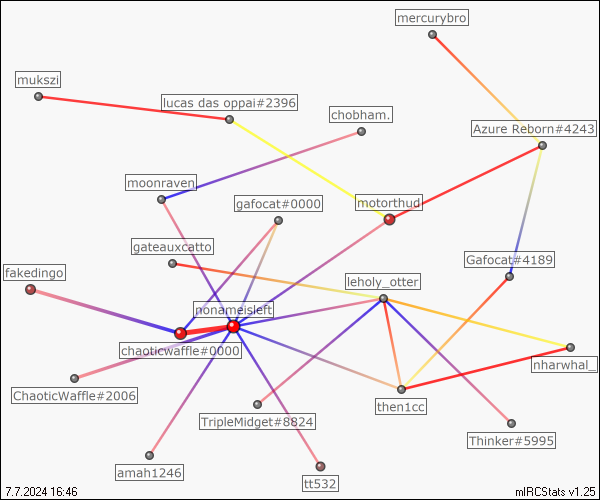 mercurybro
mukszi
lucas das oppai#2396
chobham.
Azure Reborn#4243
moonraven
gafocat#0000
motorthud
gateauxcatto
Gafocat#4189
fakedingo
leholy_otter
nonameisleft
chaoticwaffle#0000
nharwhal_
ChaoticWaffle#2006
then1cc
TripleMidget#8824
Thinker#5995
amah1246
tt532
7.7.2024 16:46
mIRCStats v1.25